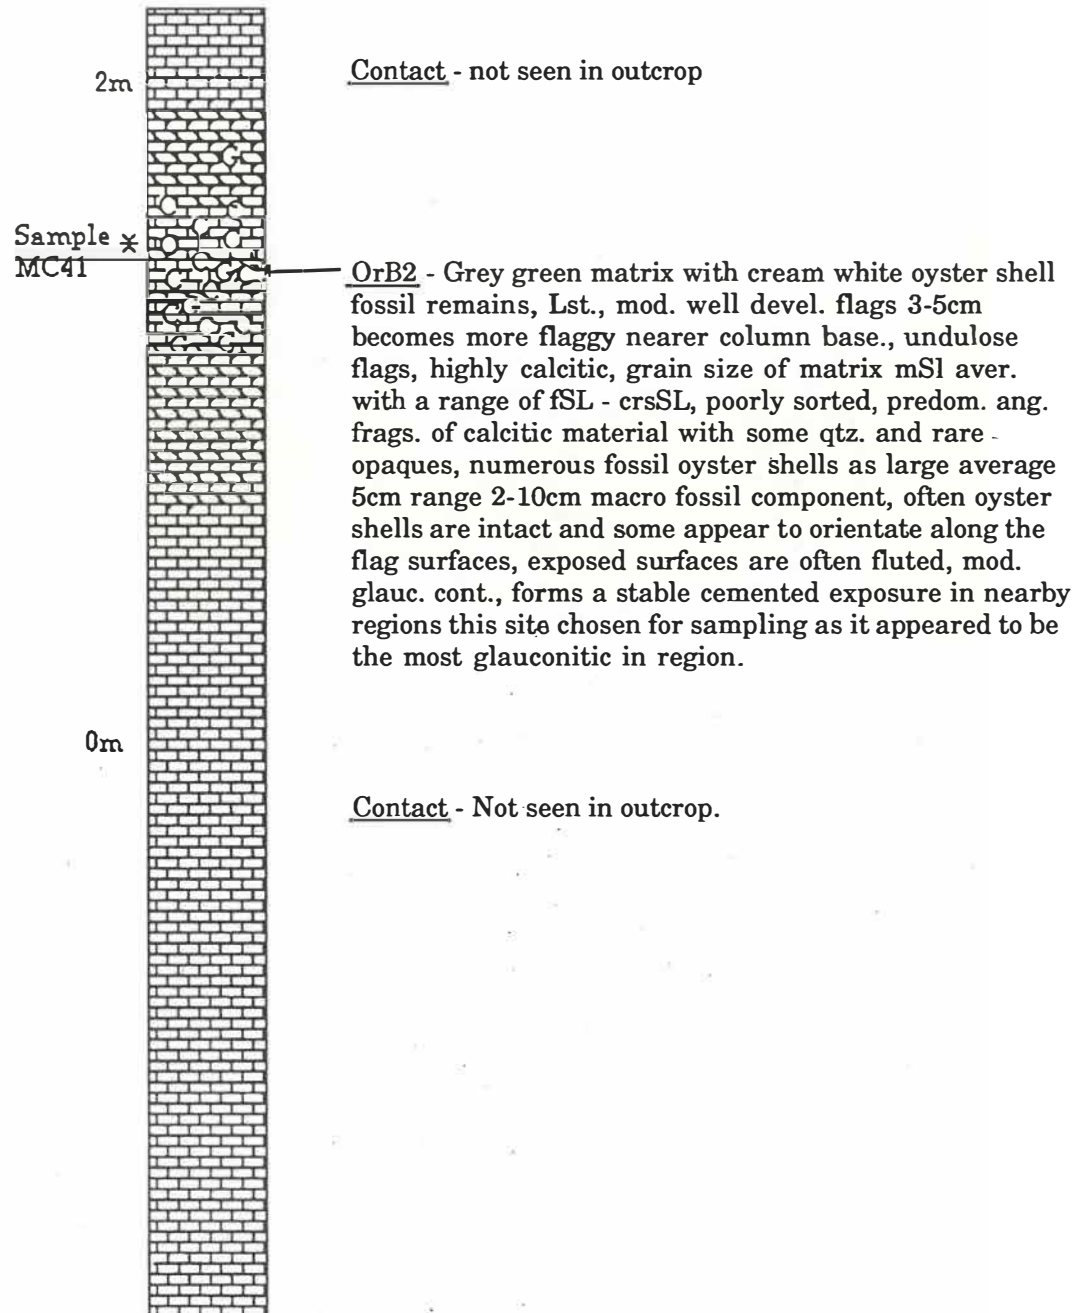 2m
Contact - not seen in outcrop
Sample *
MC41
OrB2 - Grey green matrix with cream white oyster shell
fossil remains, Lst., mod. well devel. flags 3-5cm
becomes more flaggy nearer column base., undulose
flags, highly calcitic, grain size of matrix mSl aver.
with a range of fSL - crsSL, poorly sorted, predom. ang.
frags. of calcitic material with some qtz. and rare -
opaques, numerous fossil oyster shells as large average
5cm range 2-10cm macro fossil component, often oyster
shells are intact and some appear to orientate along the
flag surfaces, exposed surfaces are often fluted, mod.
glauc. cont., forms a stable cemented exposure in nearby
regions this site chosen for sampling as it appeared to be
the most glauconitic in region.
0m
Contact - Not seen in outcrop.